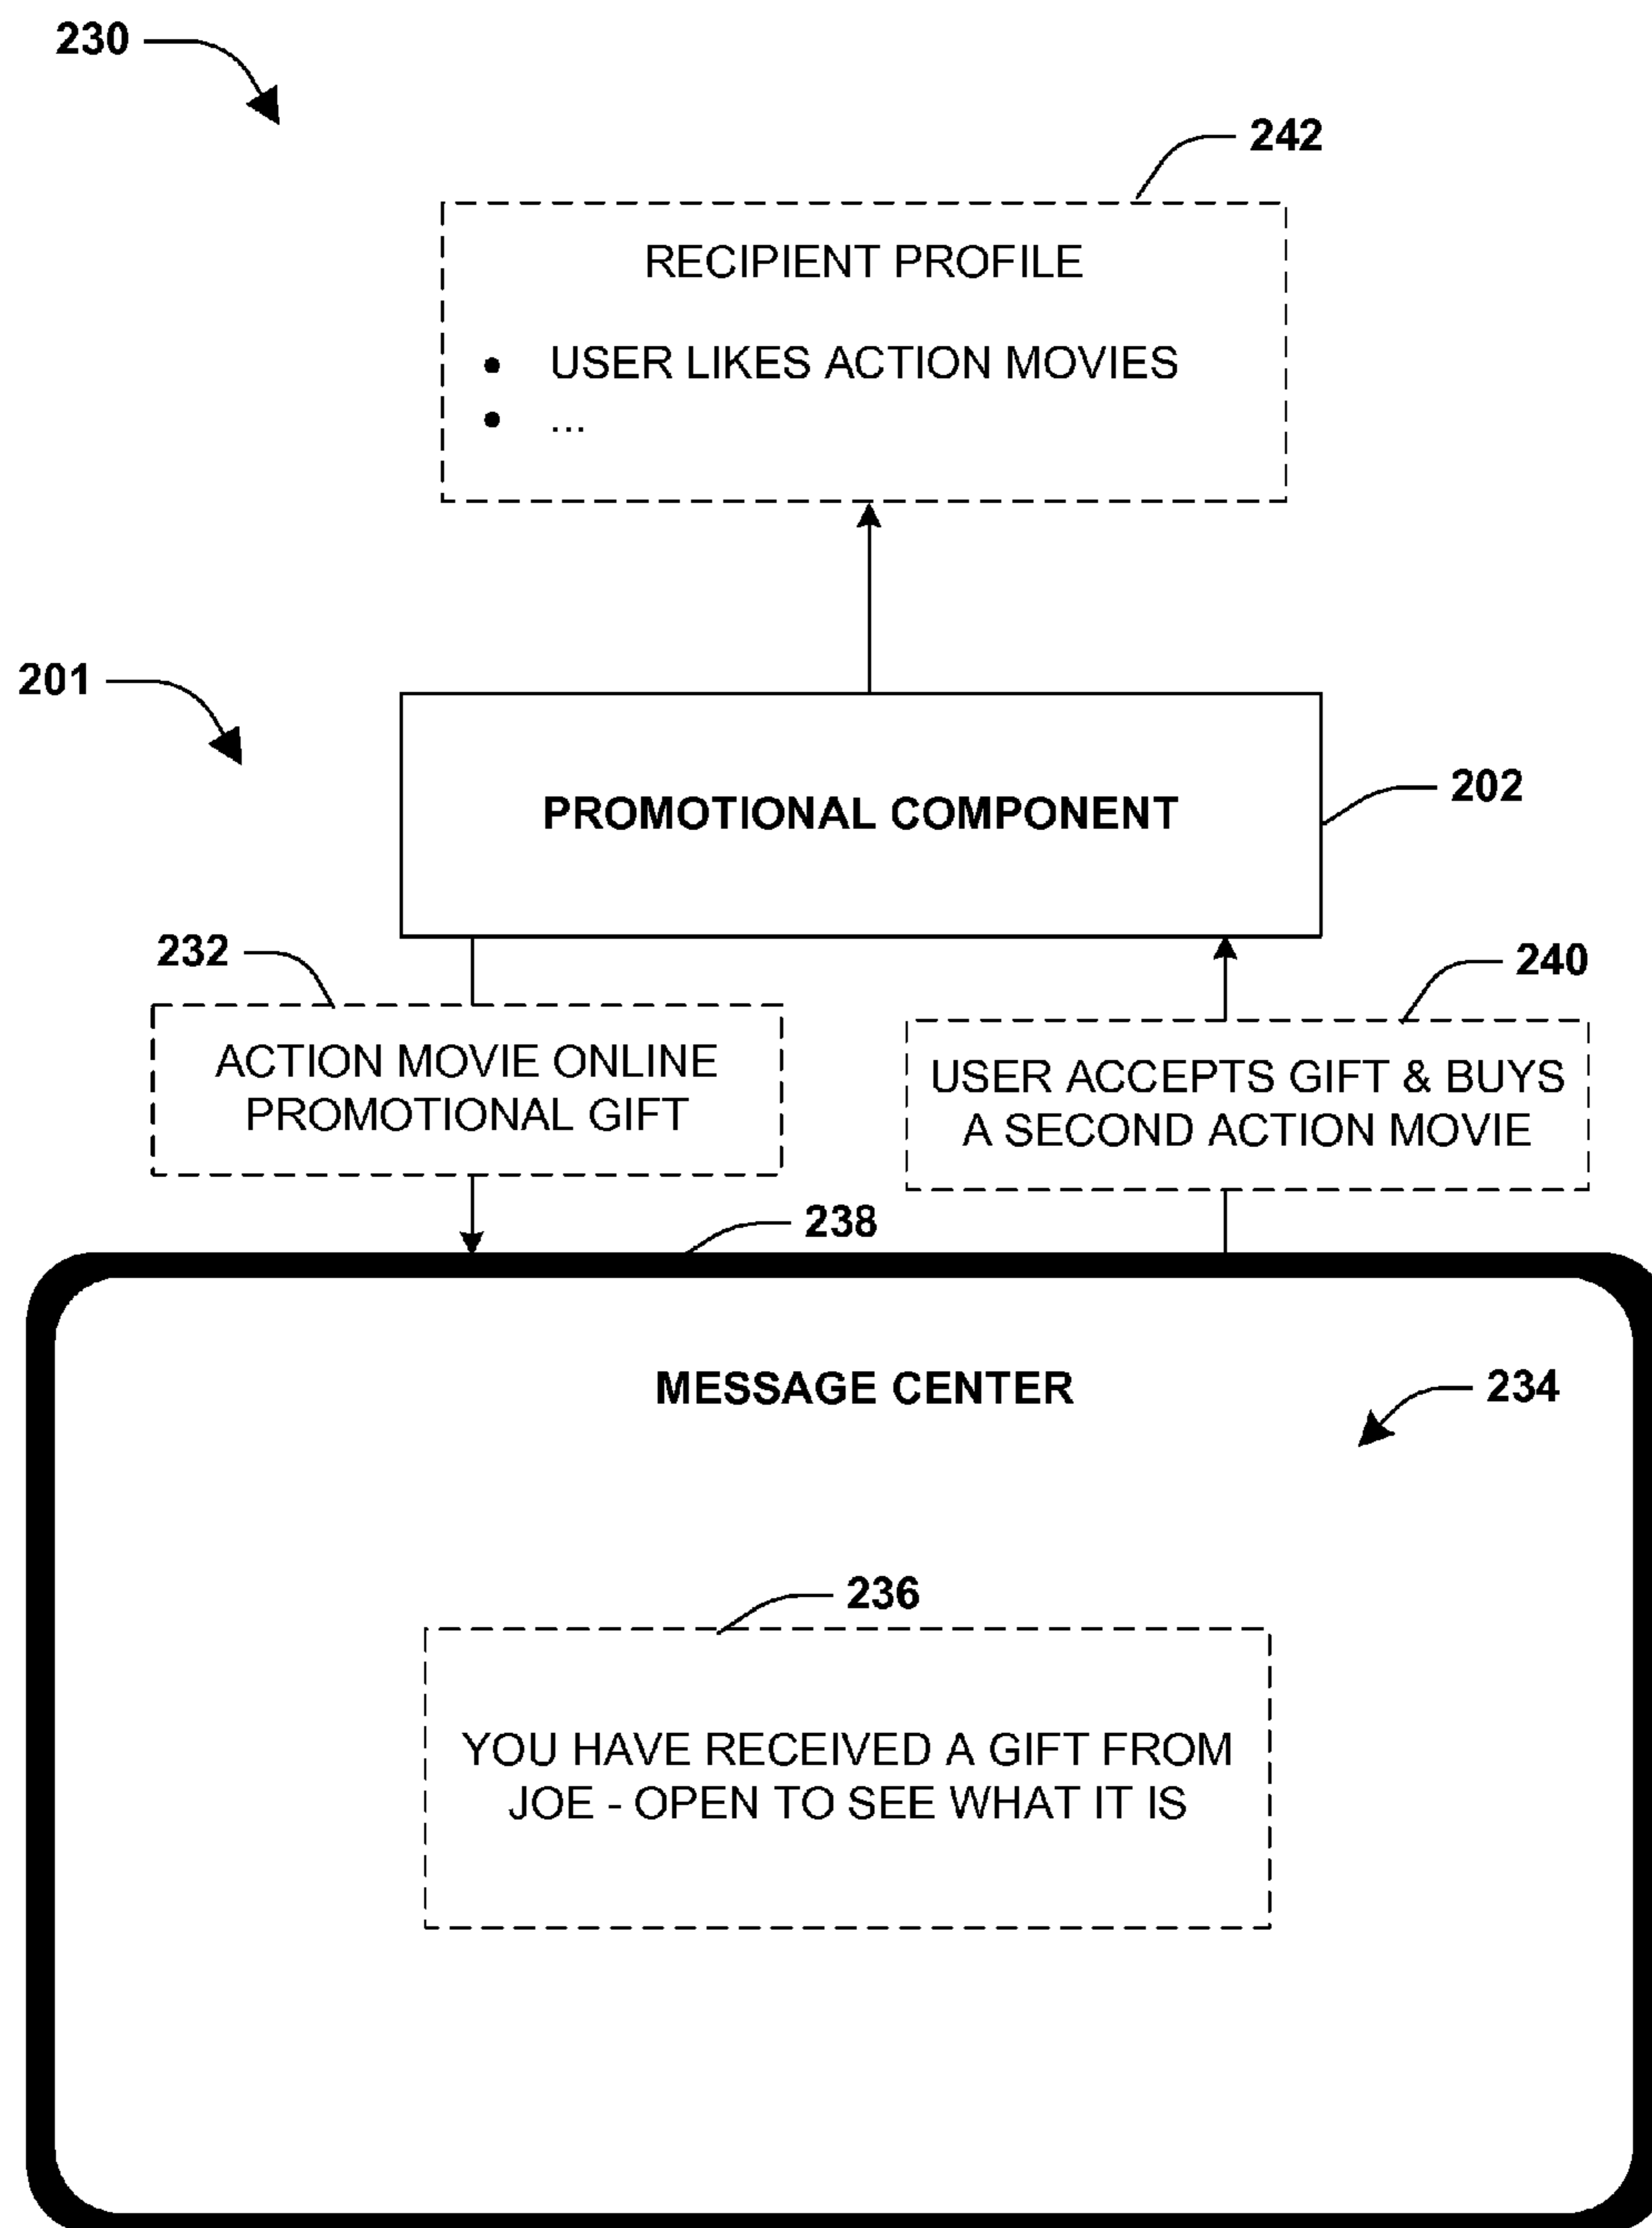 230
242
RECIPIENT PROFILE
• USER LIKES ACTION MOVIES
• ...
201
PROMOTIONAL COMPONENT
202
232
240
ACTION MOVIE ONLINE
PROMOTIONAL GIFT
USER ACCEPTS GIFT & BUYS
A SECOND ACTION MOVIE
238
MESSAGE CENTER
234
236
YOU HAVE RECEIVED A GIFT FROM
JOE - OPEN TO SEE WHAT IT IS